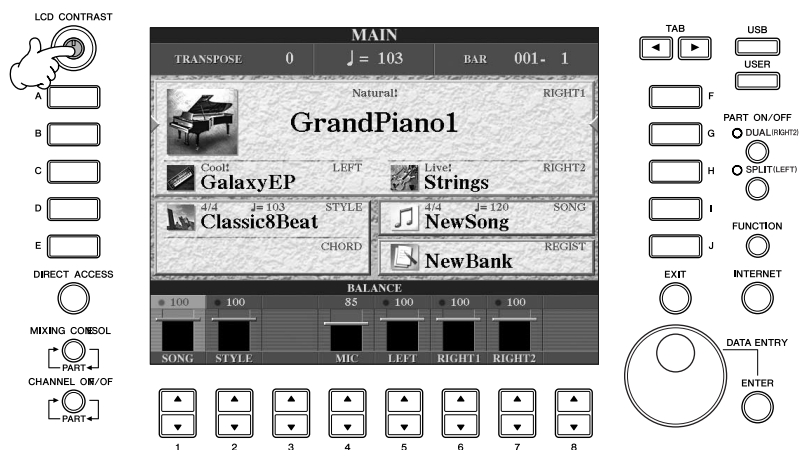 LCD CONTRAST
A
B
C
D
E
DIRECT ACCESS
MIXING CONSOL
PART
CHANNEL ON/OF
PART
MAIN
TRANSPOSE 0 ♩= 103 BAR 001- 1
Natural! RIGHT1
GrandPiano1
Cool! LEFT
GalaxyEP
Live! RIGHT2
Strings
4/4 ♩= 103 STYLE
Classic8Beat
CHORD
4/4 ♩= 120 SONG
NewSong
REGIST
NewBank
BALANCE
100 100 85 100 100 100
SONG STYLE MIC LEFT RIGHT1 RIGHT2
1 2 3 4 5 6 7 8
TAB
USB
USER
F
G
H
I
J
PART ON/OFF
DUAL(RIGHT2)
SPLIT(LEFT)
FUNCTION
EXIT
INTERNET
DATA ENTRY
ENTER